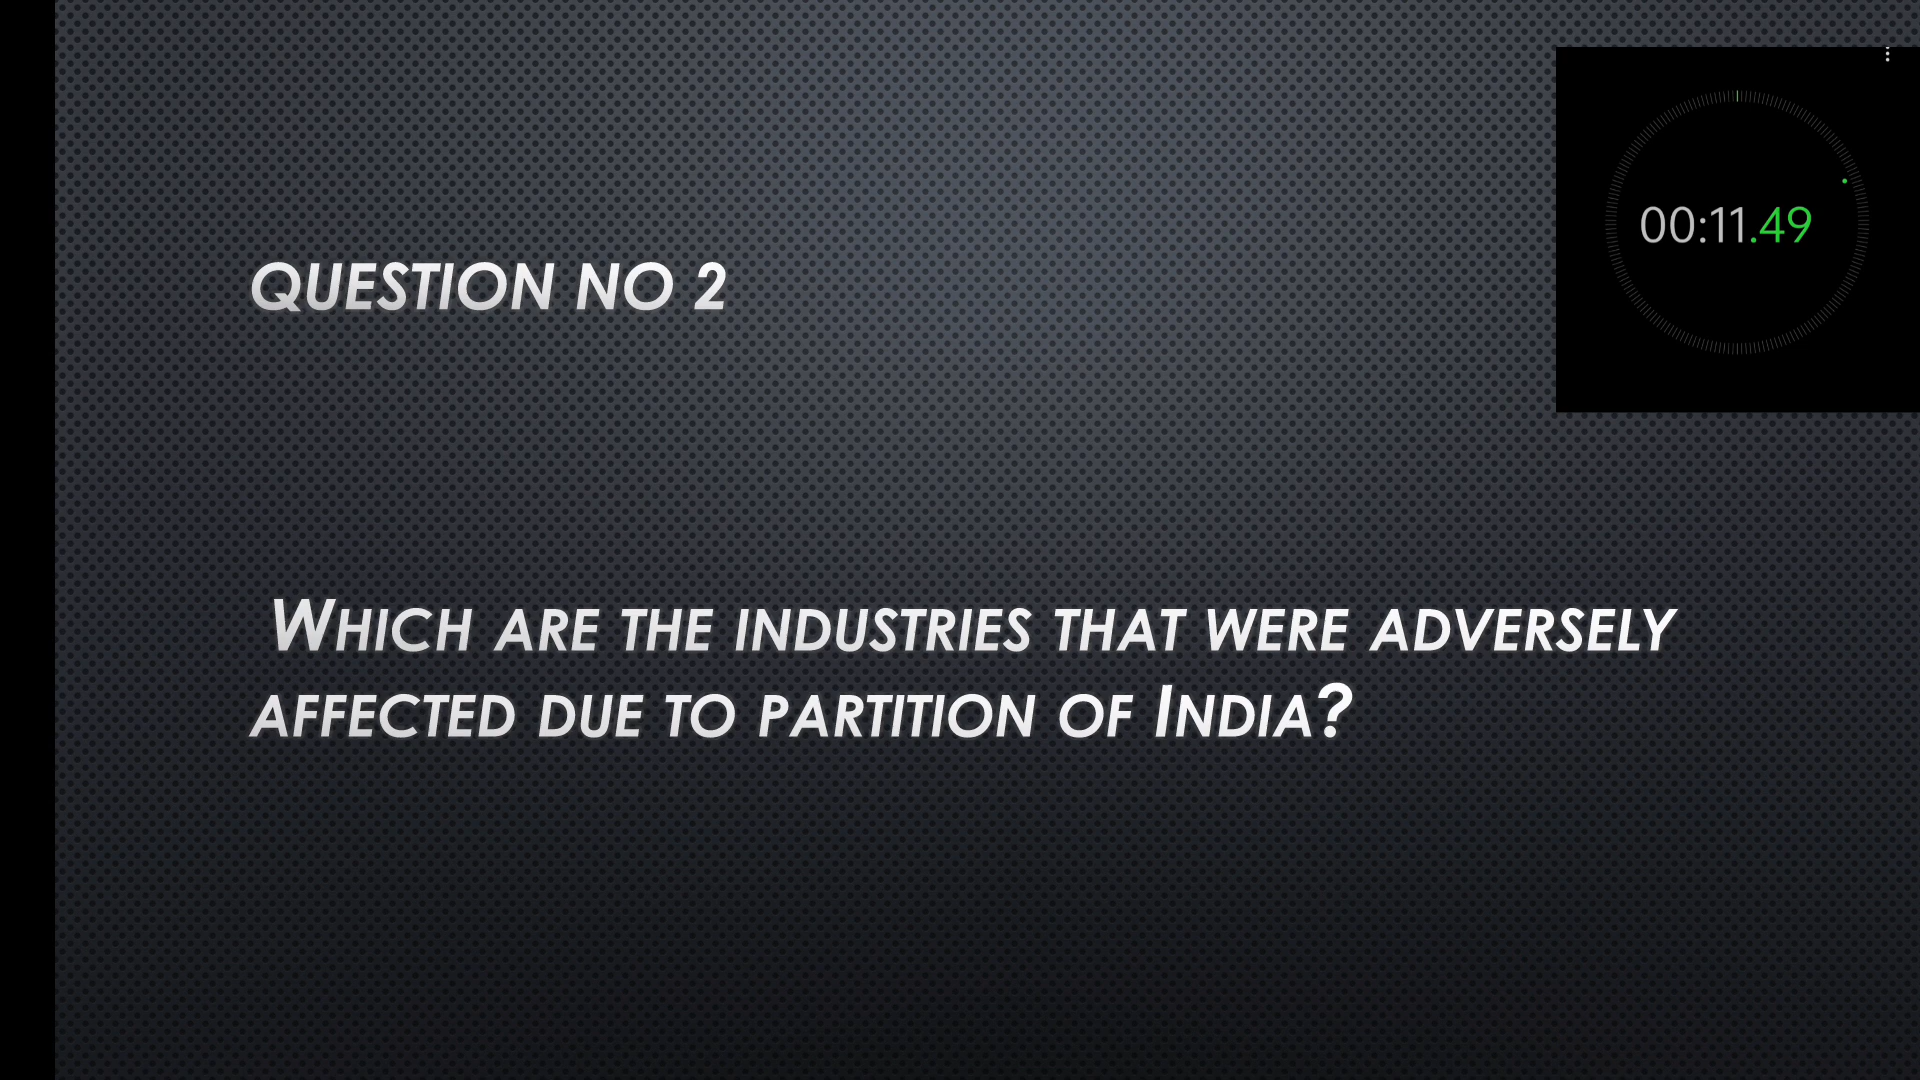 QUESTION NO 2
00:11.49
WHICH ARE THE INDUSTRIES THAT WERE ADVERSELY
AFFECTED DUE TO PARTITION OF INDIA?